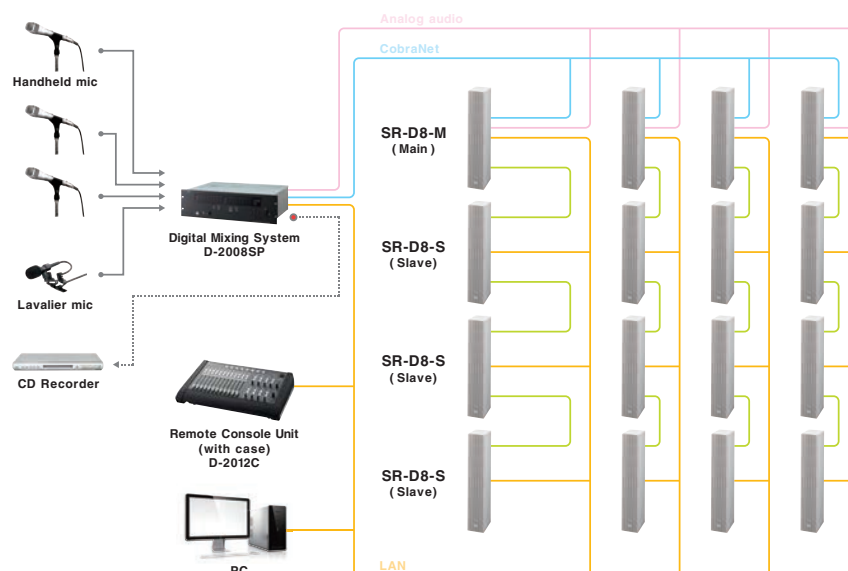 Analog audio
CobraNet
Handheld mic
SR-D8-M
( Main )
Digital Mixing System
D-2008SP
SR-D8-S
( Slave )
Lavalier mic
CD Recorder
SR-D8-S
( Slave )
Remote Console Unit
(with case)
D-2012C
SR-D8-S
( Slave )
PC
LAN